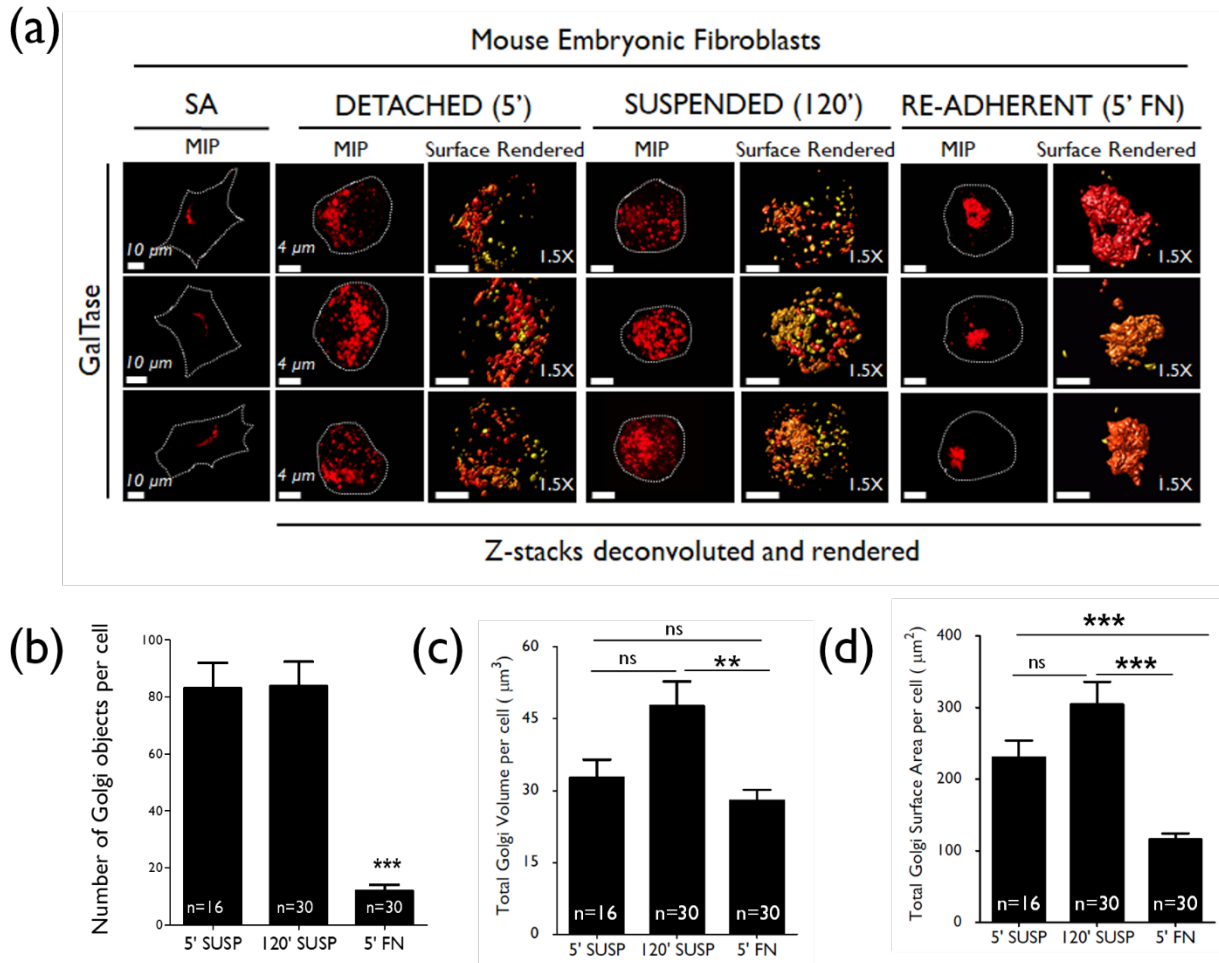 (a)
Mouse Embryonic Fibroblasts
SA DETACHED (5') SUSPENDED (120') RE-ADHERENT (5' FN)
MIP MIP Surface Rendered MIP Surface Rendered MIP Surface Rendered
GalTase
10 µm 4 µm 1.5X 1.5X 1.5X
10 µm 4 µm 1.5X 1.5X 1.5X
10 µm 4 µm 1.5X 1.5X 1.5X
Z-stacks deconvoluted and rendered
(b)
Number of Golgi objects per cell
100
80
60
40
20
0
***
n=16 n=30 n=30
5' SUSP 120' SUSP 5' FN
(c)
Total Golgi Volume per cell ( µm³)
60
45
30
15
0
ns
ns **
n=16 n=30 n=30
5' SUSP 120' SUSP 5' FN
(d)
Total Golgi Surface Area per cell ( µm²)
400
300
200
100
0
***
ns ***
n=16 n=30 n=30
5' SUSP 120' SUSP 5' FN